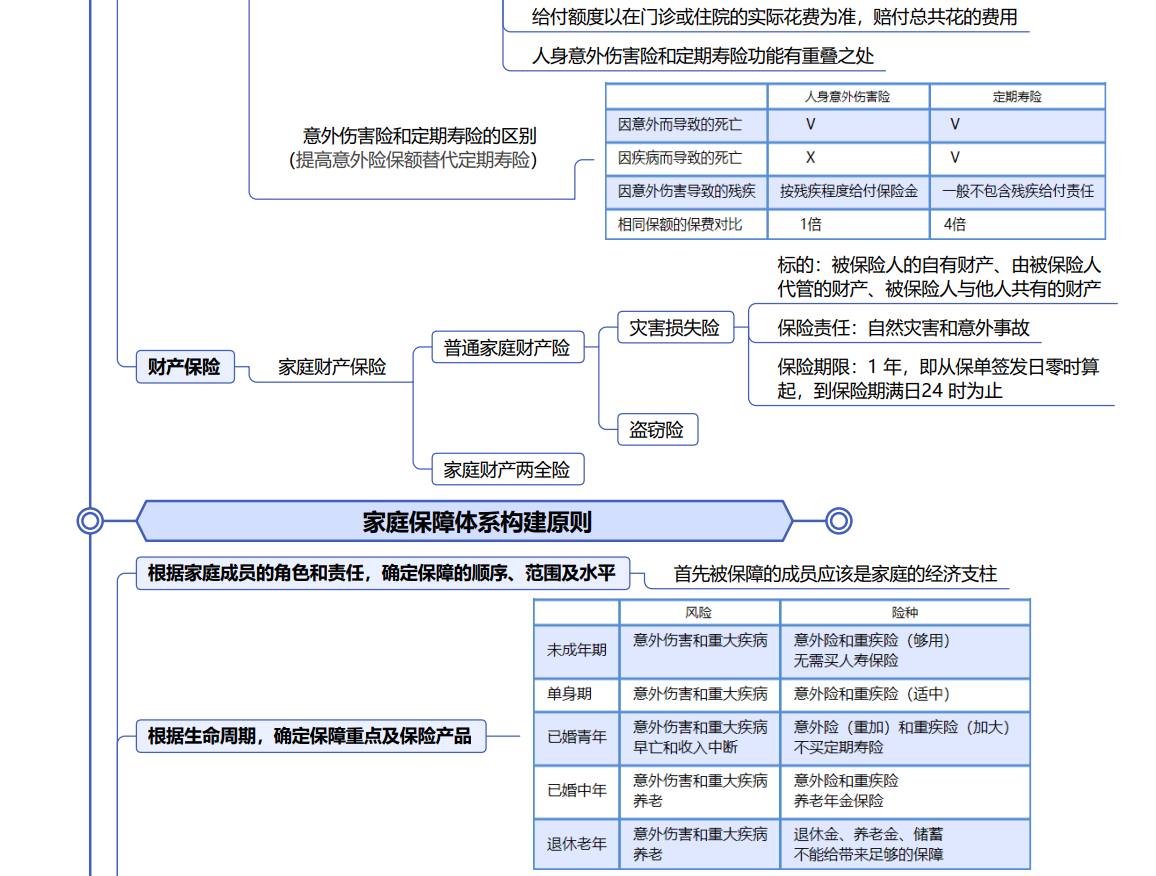 给付额度以在门诊或住院的实际花费为准，赔付总共花的费用
人身意外伤害险和定期寿险功能有重叠之处
意外伤害险和定期寿险的区别
（提高意外险保额替代定期寿险）
人身意外伤害险 定期寿险
因意外而导致的死亡 V V
因疾病而导致的死亡 X V
因意外伤害导致的残疾 按残疾程度给付保险金 一般不包含残疾给付责任
相同保额的保费对比 1倍 4倍
财产保险
家庭财产保险
普通家庭财产险
灾害损失险
标的：被保险人的自有财产、由被保险人
代管的财产、被保险人与他人共有的财产
保险责任：自然灾害和意外事故
保险期限：1 年，即从保单签发日零时算
起，到保险期满日24 时为止
盗窃险
家庭财产两全险
家庭保障体系构建原则
根据家庭成员的角色和责任，确定保障的顺序、范围及水平
首先被保障的成员应该是家庭的经济支柱
根据生命周期，确定保障重点及保险产品
风险 险种
未成年期 意外伤害和重大疾病 意外险和重疾险（够用）
无需买人寿保险
单身期 意外伤害和重大疾病 意外险和重疾险（适中）
已婚青年 意外伤害和重大疾病 意外险（重加）和重疾险（加大）
早亡和收入中断 不买定期寿险
已婚中年 意外伤害和重大疾病 意外险和重疾险
养老 养老年金保险
退休老年 意外伤害和重大疾病 退休金、养老金、储蓄
养老 不能给带来足够的保障